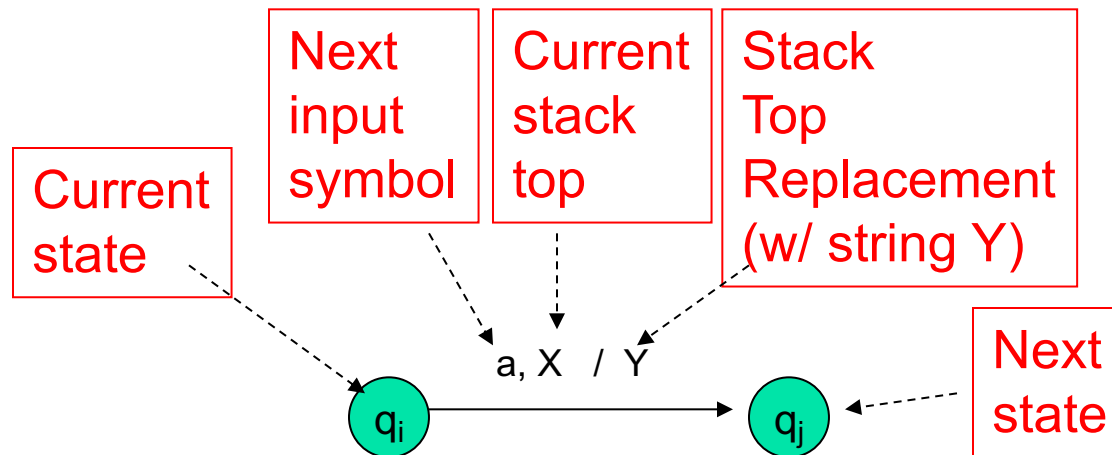 Next
input
symbol
Current
stack
top
Stack
Top
Replacement
(w/ string Y)
Current
state
a, X / Y
Next
state
qi
qj